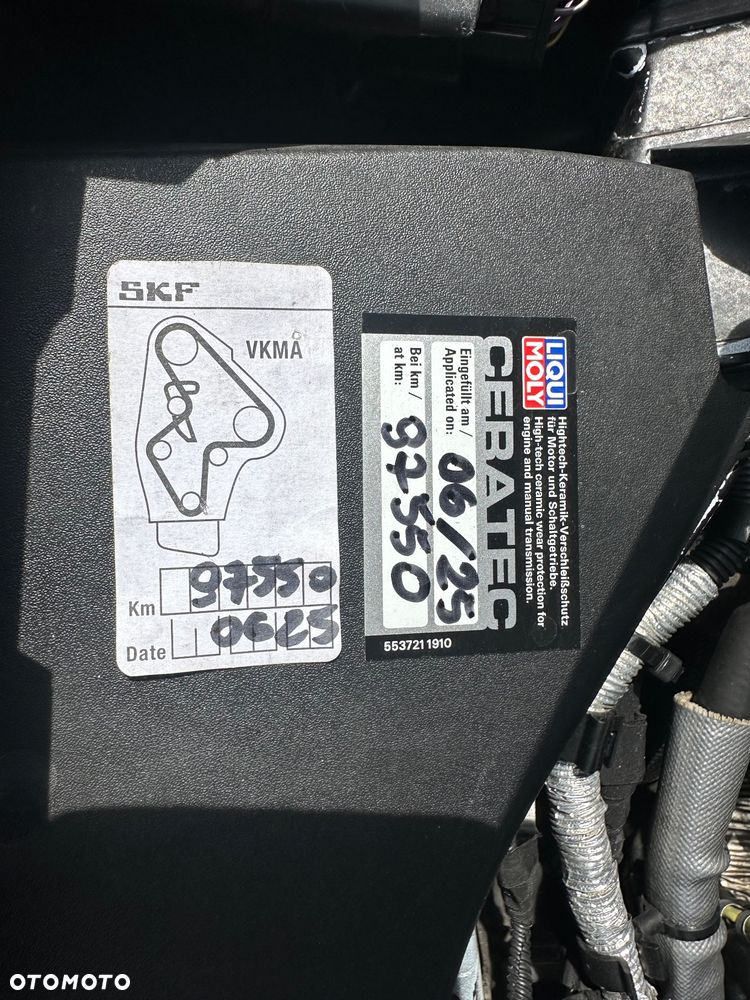 SKF
VKMA
Km 97550
Date 0625
LIQUI
MOLY
Hightech-Keramik-Verschleißschutz
für Motor und Schaltgetriebe.
High-tech ceramic wear protection for
engine and manual transmission.
CERATEC
Eingefüllt am /
Applicated on: 06/25
Bei km /
at km: 97550
5537211910
OTOMOTO